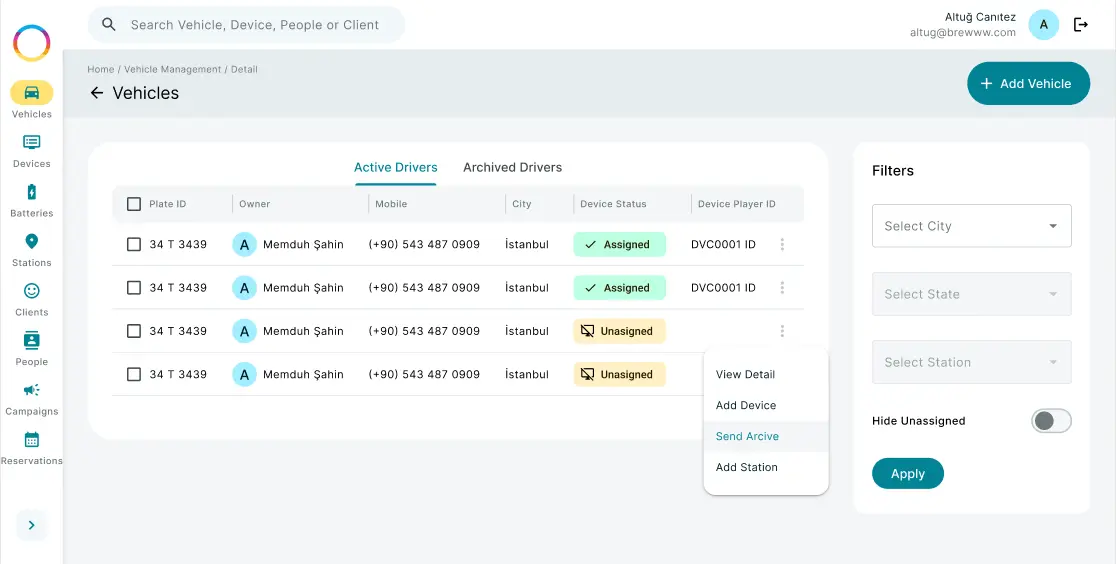 Search Vehicle, Device, People or Client
Altuğ Canıtez
altug@brewww.com
A
Vehicles
Devices
Batteries
Stations
Clients
People
Campaigns
Reservations
Home / Vehicle Management / Detail
Vehicles
Add Vehicle
Active Drivers Archived Drivers
Plate ID Owner Mobile City Device Status Device Player ID
34 T 3439 A Memduh Şahin (+90) 543 487 0909 İstanbul Assigned DVC0001 ID
34 T 3439 A Memduh Şahin (+90) 543 487 0909 İstanbul Assigned DVC0001 ID
34 T 3439 A Memduh Şahin (+90) 543 487 0909 İstanbul Unasigned
34 T 3439 A Memduh Şahin (+90) 543 487 0909 İstanbul Unasigned
View Detail
Add Device
Send Arcive
Add Station
Filters
Select City
Select State
Select Station
Hide Unassigned
Apply